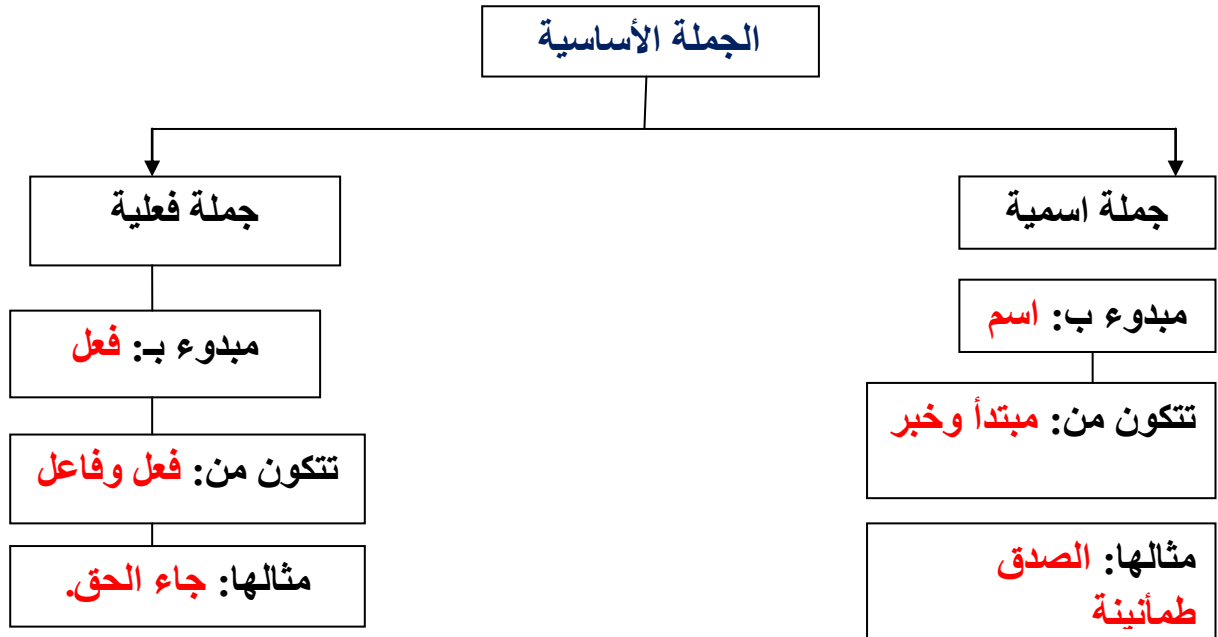 الجملة الأساسية
جملة اسمية
مبدوء ب: اسم
تتكون من: مبتدأ وخبر
مثالها: الصدق
طمأنينة
جملة فعلية
مبدوء بـ: فعل
تتكون من: فعل وفاعل
مثالها: جاء الحق.